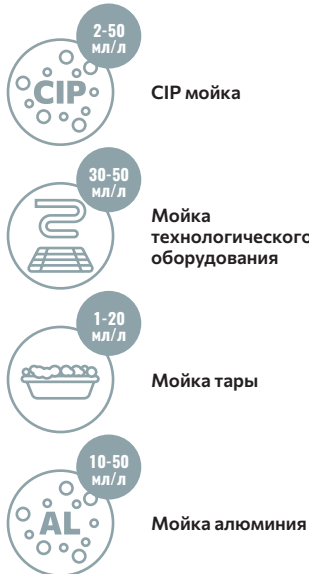 2-50
мл/л
CIP
CIP мойка
30-50
мл/л
Мойка
технологического
оборудования
1-20
мл/л
Мойка тары
10-50
мл/л
AL
Мойка алюминия